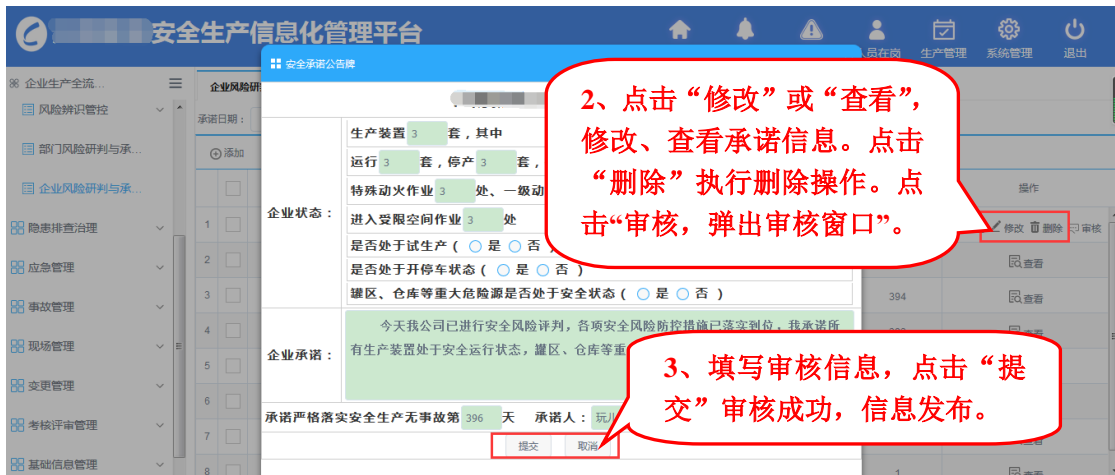 安全生产信息化管理平台
员在岗
生产管理
系统管理
退出
企业生产全流...
风险辨识管控
部门风险研判与承...
企业风险研判与承...
隐患排查治理
应急管理
事故管理
现场管理
变更管理
考核评审管理
基础信息管理
企业风险研
承诺日期：
添加
1
2
3
4
5
6
7
8
安全承诺公告牌
企业状态：
生产装置 3 套，其中
运行 3 套，停产 3 套，
特殊动火作业 3 处、一级动
进入受限空间作业 3 处
是否处于试生产（ 是 否
是否处于开停车状态（ 是 否 ）
罐区、仓库等重大危险源是否处于安全状态（ 是 否 ）
企业承诺：
今天我公司已进行安全风险评判，各项安全风险防控措施已落实到位，我承诺所
有生产装置处于安全运行状态，罐区、仓库等重
承诺严格落实安全生产无事故第 396 天 承诺人：
提交 取消
操作
修改 删除 审核
查看
394 查看
1
2、点击“修改”或“查看”，
修改、查看承诺信息。点击
“删除”执行删除操作。点
击“审核，弹出审核窗口”。
3、填写审核信息，点击“提
交”审核成功，信息发布。